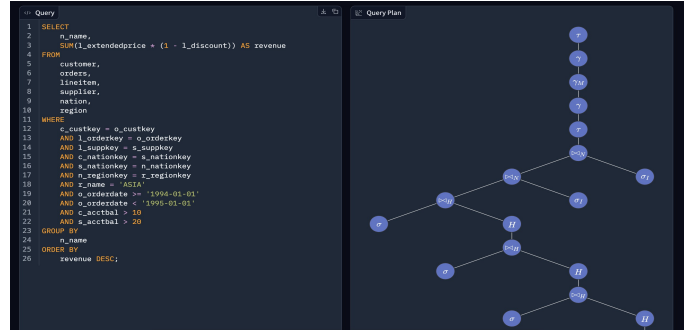 Query
1 SELECT
2 n_name,
3 SUM(l_extendedprice * (1 - l_discount)) AS revenue
4 FROM
5 customer,
6 orders,
7 lineitem,
8 supplier,
9 nation,
10 region
11 WHERE
12 c_custkey = o_custkey
13 AND l_orderkey = o_orderkey
14 AND l_suppkey = s_suppkey
15 AND c_nationkey = s_nationkey
16 AND s_nationkey = n_nationkey
17 AND n_regionkey = r_regionkey
18 AND r_name = 'ASIA'
19 AND o_orderdate >= '1994-01-01'
20 AND o_orderdate < '1995-01-01'
21 AND c_acctbal > 10
22 AND s_acctbal > 20
23 GROUP BY
24 n_name
25 ORDER BY
26 revenue DESC;
Query Plan
τ
γ
γM
γ
τ
⋈N
⋈N
σI
⋈H
σI
σ
H
⋈H
σ
H
⋈H
σ
H